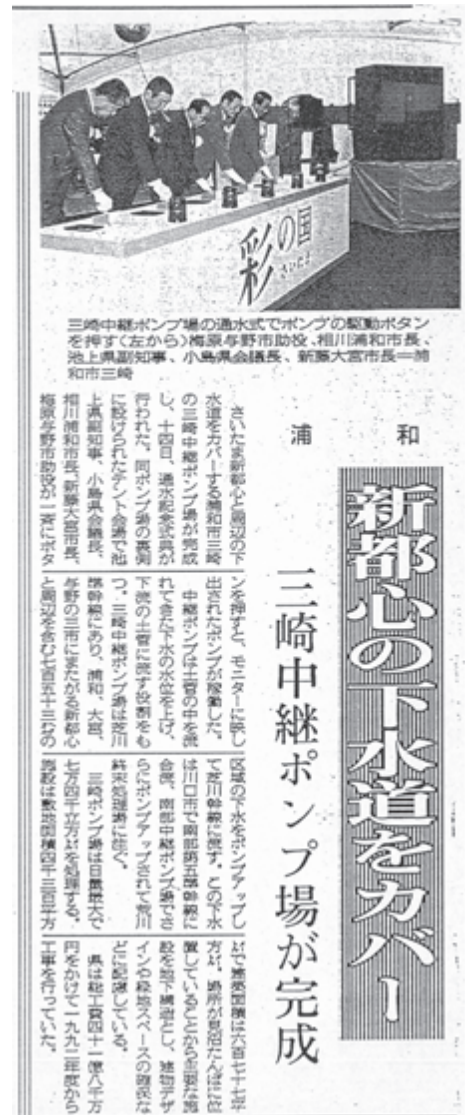 彩の国
さいたま
三崎中継ポンプ場の通水式でポンプの駆動ボタン
を押す（左から）梅原与野市助役、相川浦和市長、
池上県副知事、小島県会議長、新藤大宮市長＝浦
和市三崎
浦和
新都心の下水道をカバー
三崎中継ポンプ場が完成
さいたま新都心と周辺の下
水道をカバーする浦和市三崎
の三崎中継ポンプ場が完成
し、十四日、通水記念式典が
行われた。同ポンプ場の裏側
に設けられたテント会場で池
上県副知事、小島県会議長、
相川浦和市長、新藤大宮市長、
梅原与野市助役が一斉にボタ
ンを押すと、モニターに映し
出されたポンプが稼働した。
中継ポンプは土管の中を流
れてきた下水の水位を上げ、
下流の土管に戻す役割をも
つ。三崎中継ポンプ場は芝川
幹線にあり、浦和、大宮、
与野の三市にまたがる新都心
と周辺を含む七百五十三㌶の
区域の下水をポンプアップし
て芝川幹線に流す。この下水
は川口市で南部第五幹線に
合流、南部中継ポンプ場でさ
らにポンプアップされて荒川
終末処理場に注ぐ。
三崎ポンプ場は日量最大で
七万四千立方㍍を処理する。
施設は敷地面積四千三百平方
㍍で建築面積は六百七十七平
方㍍。場所が見沼たんぼに位
置していることから主要な施
設を地下構造とし、建物デザ
インや緑地スペースの確保な
どに配慮している。
県は総工費四十一億八千万
円をかけて一九九二年度から
工事を行っていた。